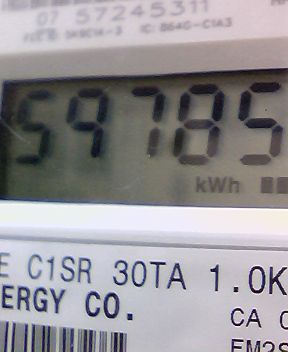 07 57245311
59785
kWh
E C1SR 30TA 1.0K
ERGY CO.
CA